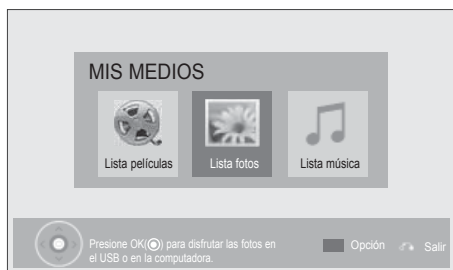 MIS MEDIOS
Lista películas
Lista fotos
Lista música
Presione OK(◉) para disfrutar las fotos en
el USB o en la computadora.
Opción
Salir